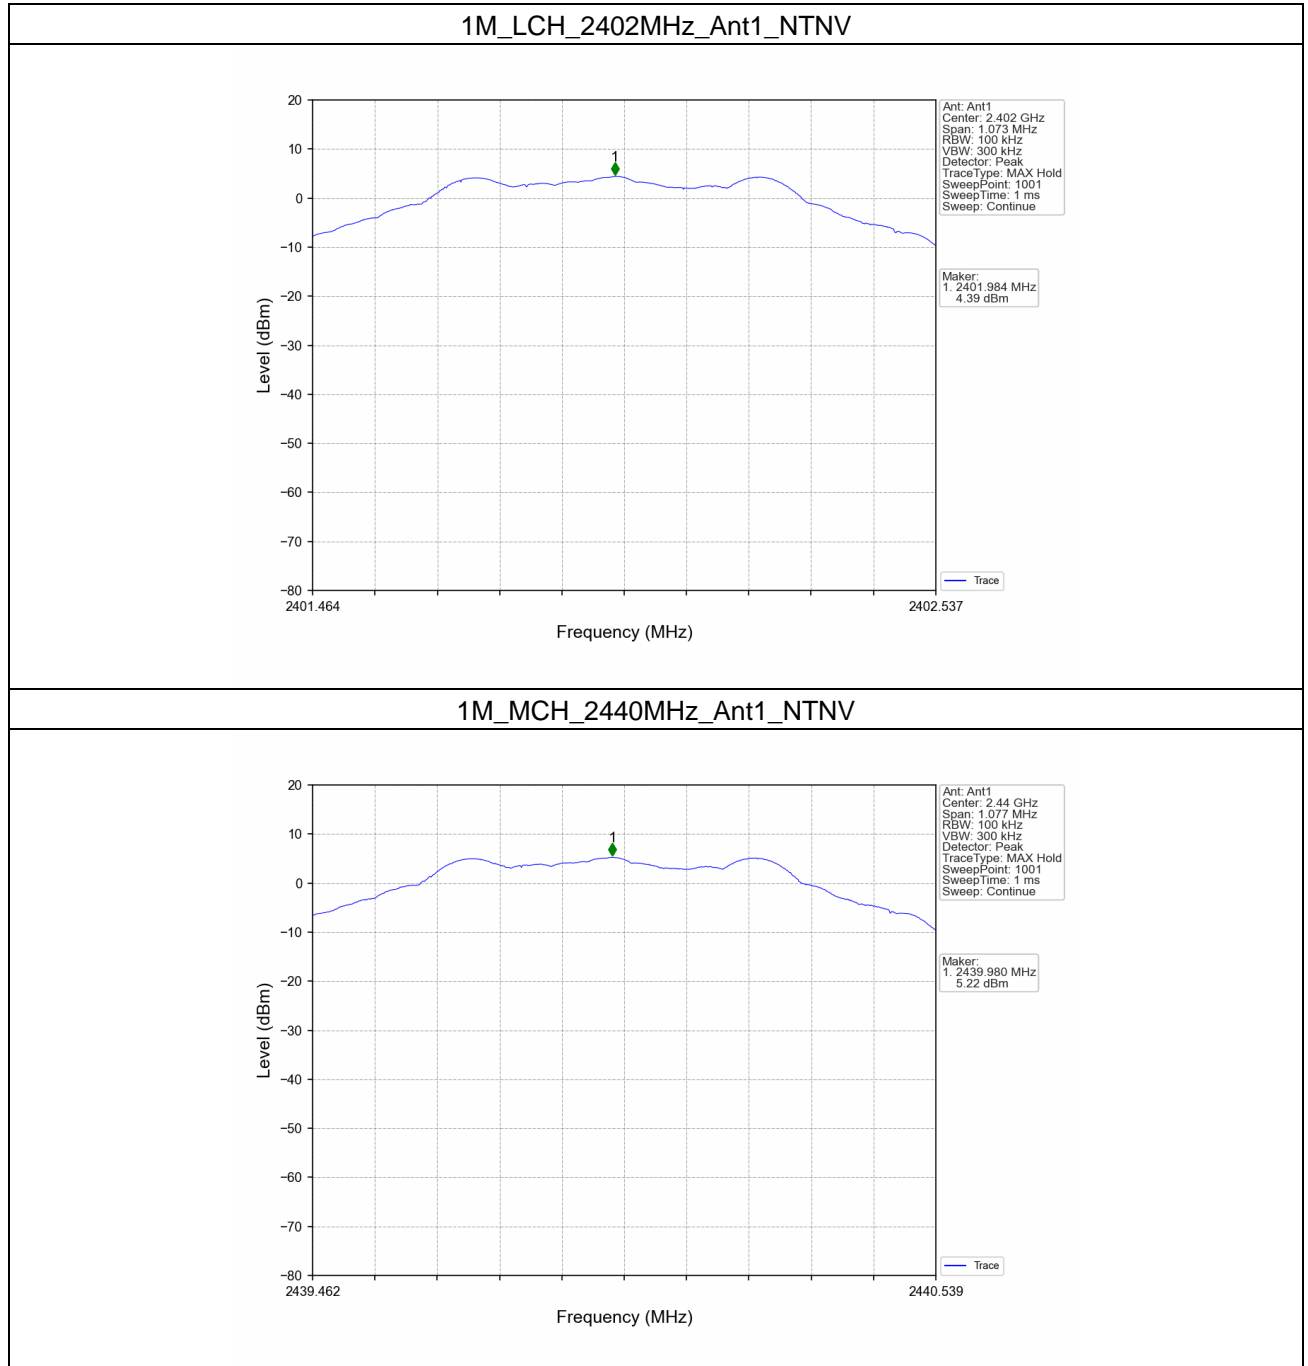 1M_LCH_2402MHz_Ant1_NTNV
20
10
0
−10
−20
−30
−40
−50
−60
−70
−80
Level (dBm)
1
2401.464
2402.537
Frequency (MHz)
Ant: Ant1
Center: 2.402 GHz
Span: 1.073 MHz
RBW: 100 kHz
VBW: 300 kHz
Detector: Peak
TraceType: MAX Hold
SweepPoint: 1001
SweepTime: 1 ms
Sweep: Continue
Maker:
1. 2401.984 MHz
4.39 dBm
Trace
1M_MCH_2440MHz_Ant1_NTNV
20
10
0
−10
−20
−30
−40
−50
−60
−70
−80
Level (dBm)
1
2439.462
2440.539
Frequency (MHz)
Ant: Ant1
Center: 2.44 GHz
Span: 1.077 MHz
RBW: 100 kHz
VBW: 300 kHz
Detector: Peak
TraceType: MAX Hold
SweepPoint: 1001
SweepTime: 1 ms
Sweep: Continue
Maker:
1. 2439.980 MHz
5.22 dBm
Trace